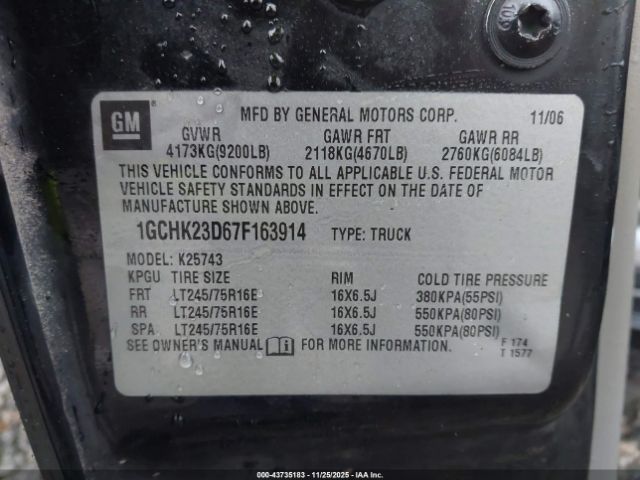 109
GM
MFD BY GENERAL MOTORS CORP. 11/06
GVWR GAWR FRT GAWR RR
4173KG(9200LB) 2118KG(4670LB) 2760KG(6084LB)
THIS VEHICLE CONFORMS TO ALL APPLICABLE U.S. FEDERAL MOTOR
VEHICLE SAFETY STANDARDS IN EFFECT ON THE DATE OF
MANUFACTURE SHOWN ABOVE.
1GCHK23D67F163914 TYPE: TRUCK
MODEL: K25743
KPGU TIRE SIZE RIM COLD TIRE PRESSURE
FRT LT245/75R16E 16X6.5J 380KPA(55PSI)
RR LT245/75R16E 16X6.5J 550KPA(80PSI)
SPA LT245/75R16E 16X6.5J 550KPA(80PSI)
SEE OWNER'S MANUAL FOR MORE INFORMATION. F 174
T 1577
© IAA 000-43735183 - 11/25/2025 - IAAI.COM